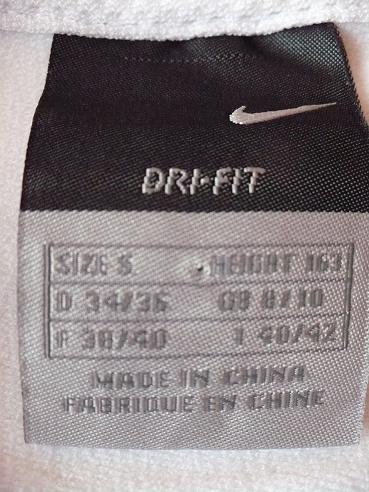 DRI-FIT
SIZE S HEIGHT 163
D 34/36 GB 8/10
F 38/40 I 40/42
MADE IN CHINA
FABRIQUE EN CHINE